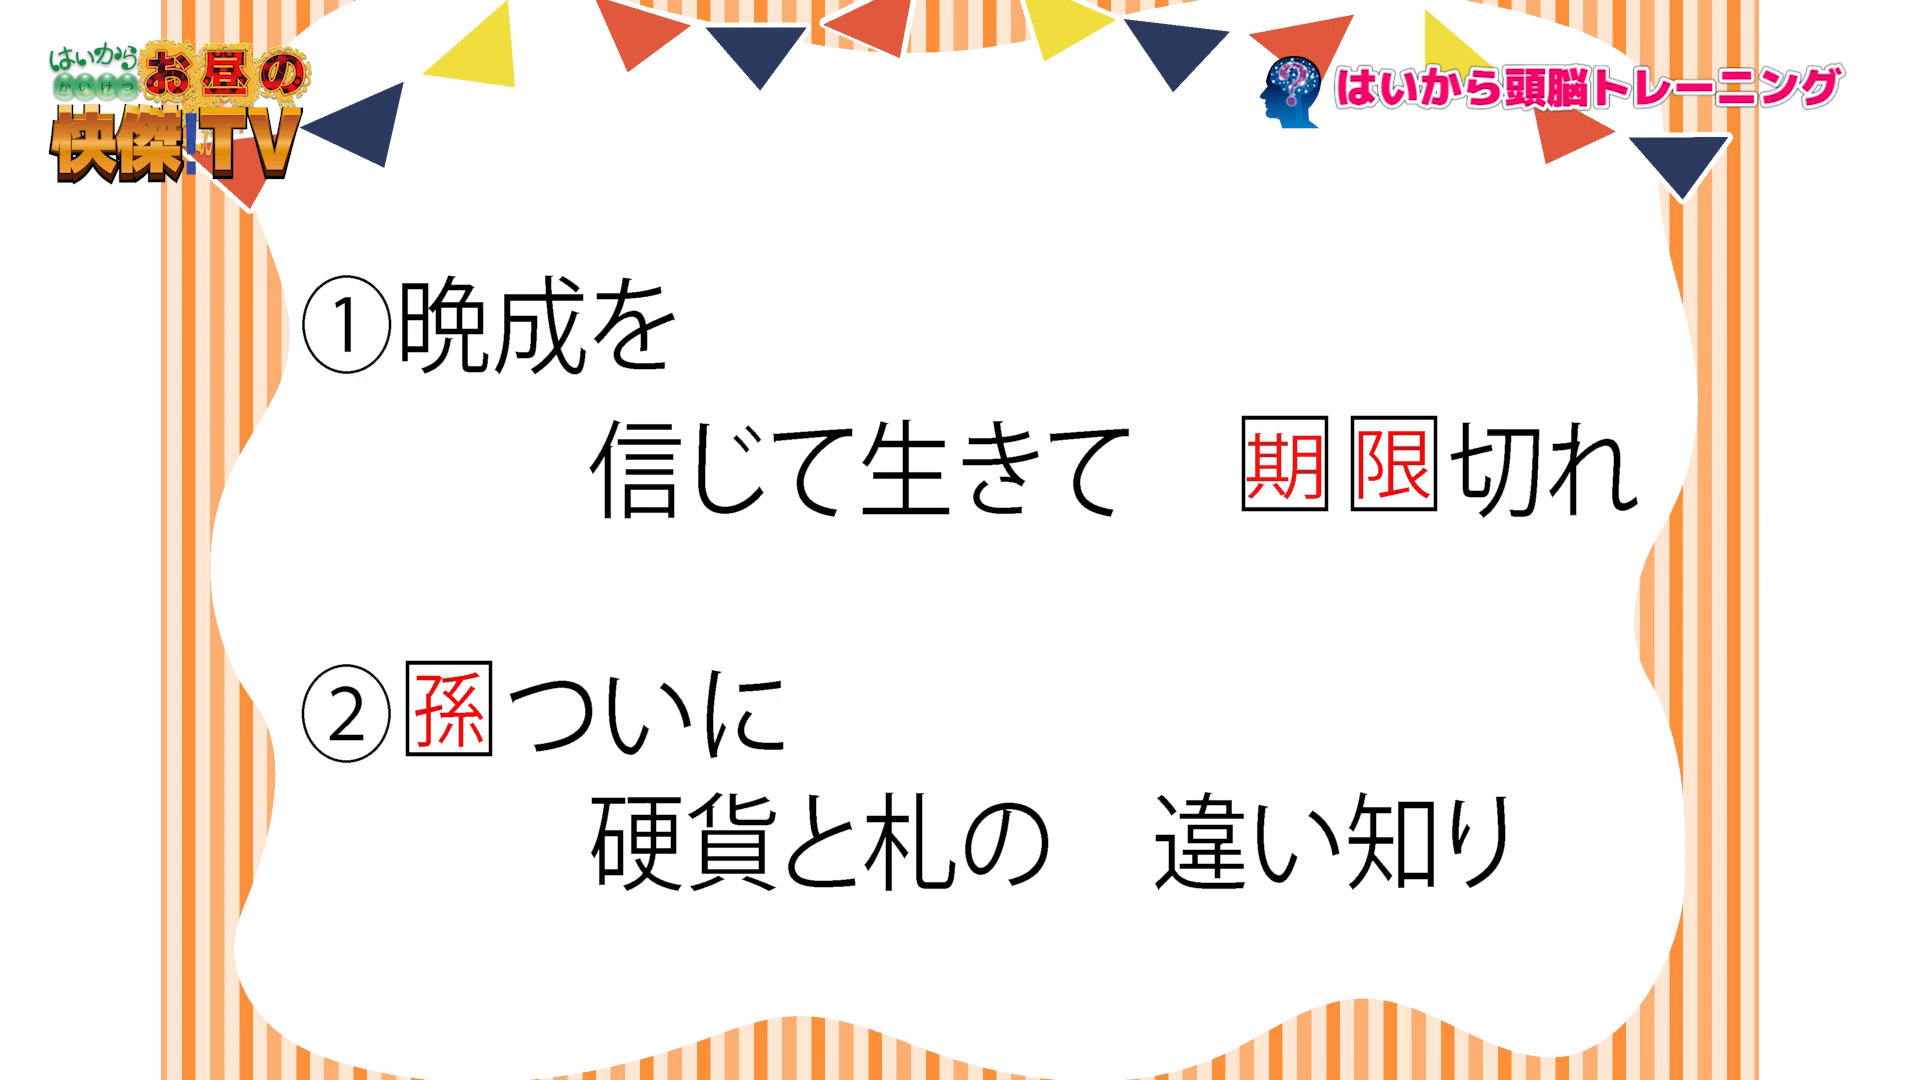 はいから
かいけつ
お昼の
快傑!TV
はいから頭脳トレーニング
①晩成を
信じて生きて 期限切れ
②孫ついに
硬貨と札の 違い知り